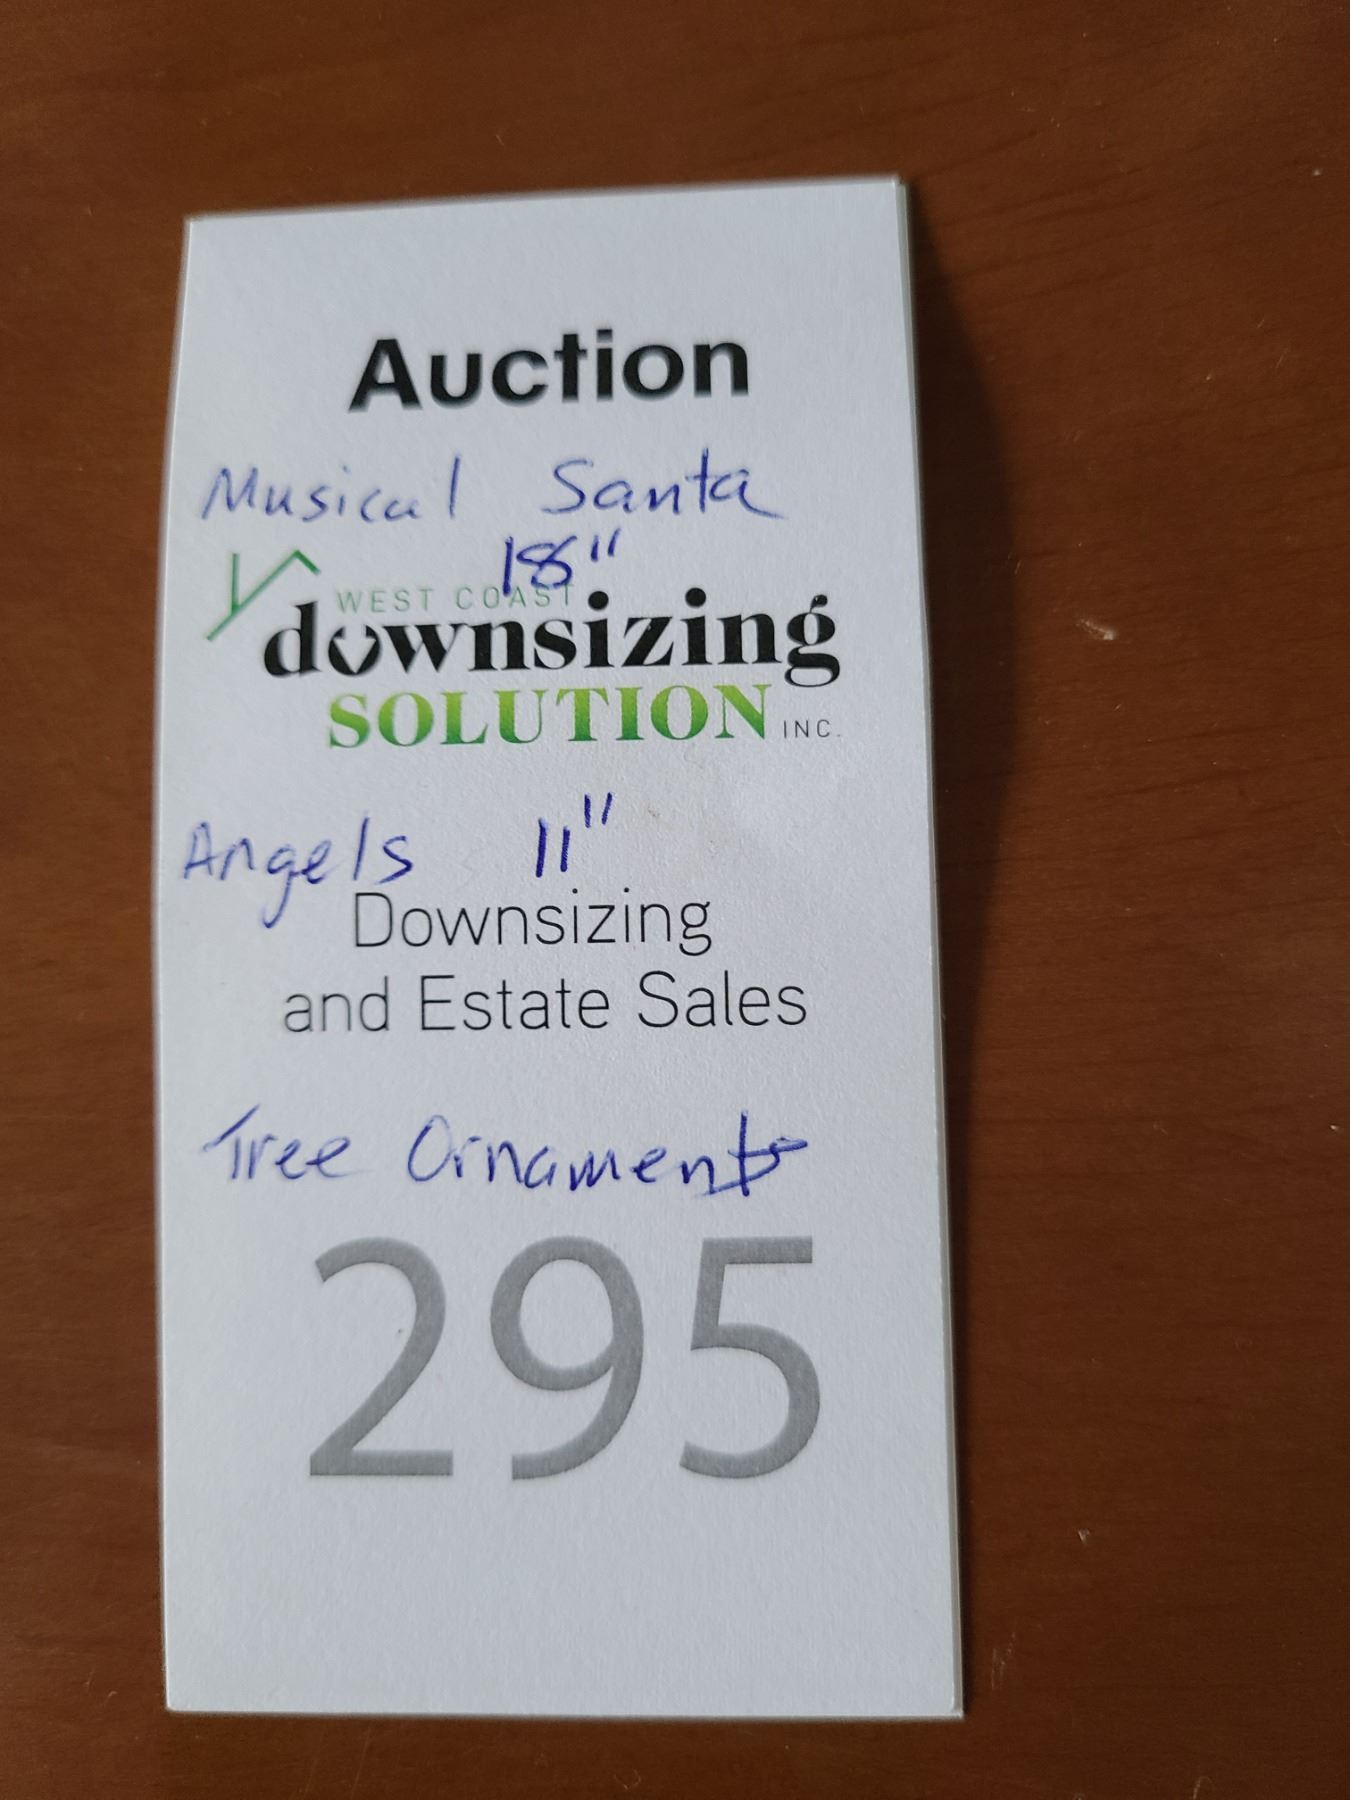 Auction
Musical Santa
18"
WEST COAST
downsizing
SOLUTION INC.
Angels 11"
Downsizing
and Estate Sales
Tree Ornaments
295